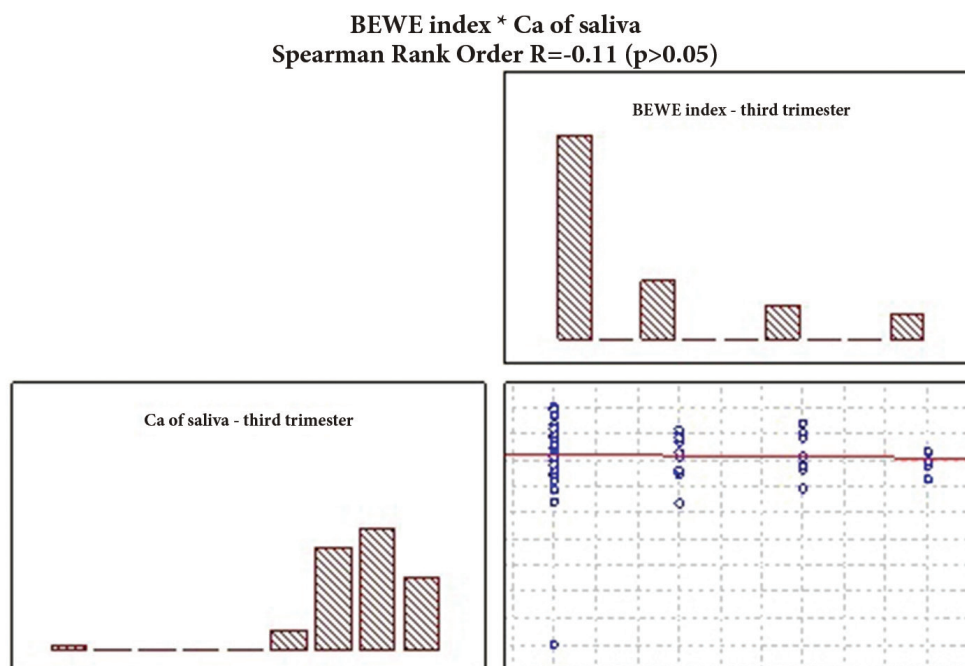 BEWE index * Ca of saliva
Spearman Rank Order R=-0.11 (p>0.05)
BEWE index - third trimester
Ca of saliva - third trimester